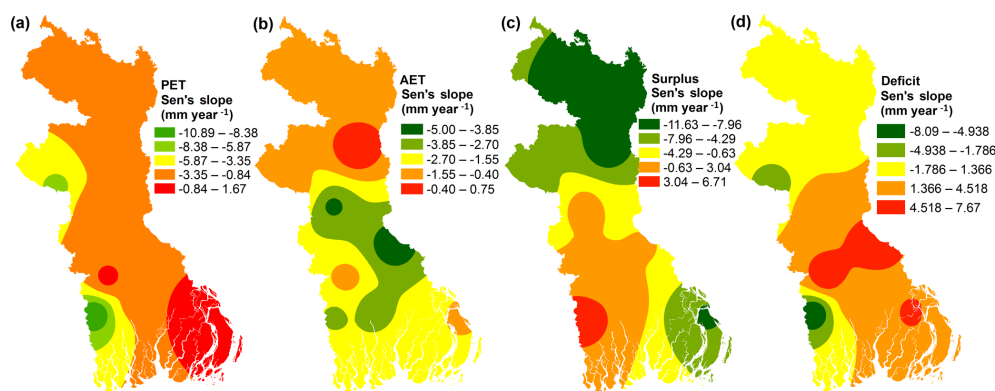 (a)
PET
Sen's slope
(mm year -1)
-10.89 – -8.38
-8.38 – -5.87
-5.87 – -3.35
-3.35 – -0.84
-0.84 – 1.67
(b)
AET
Sen's slope
(mm year -1)
-5.00 – -3.85
-3.85 – -2.70
-2.70 – -1.55
-1.55 – -0.40
-0.40 – 0.75
(c)
Surplus
Sen's slope
(mm year -1)
-11.63 – -7.96
-7.96 – -4.29
-4.29 – -0.63
-0.63 – 3.04
3.04 – 6.71
(d)
Deficit
Sen's slope
(mm year -1)
-8.09 – -4.938
-4.938 – -1.786
-1.786 – 1.366
1.366 – 4.518
4.518 – 7.67